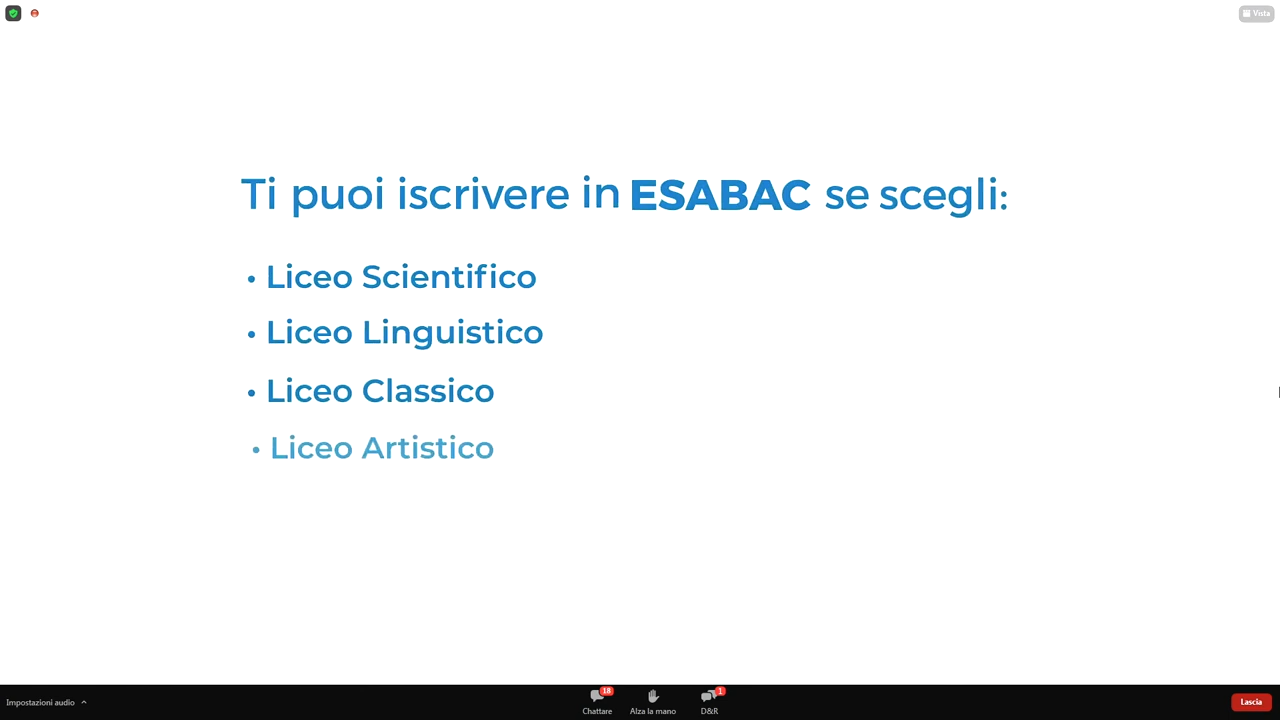 Vista
Ti puoi iscrivere in ESABAC se scegli:
• Liceo Scientifico
• Liceo Linguistico
• Liceo Classico
• Liceo Artistico
Impostazioni audio
18
Chattare
Alza la mano
1
D&R
Lascia